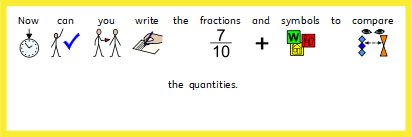 Now can you write the fractions and symbols to compare
7
10
+
W
the quantities.